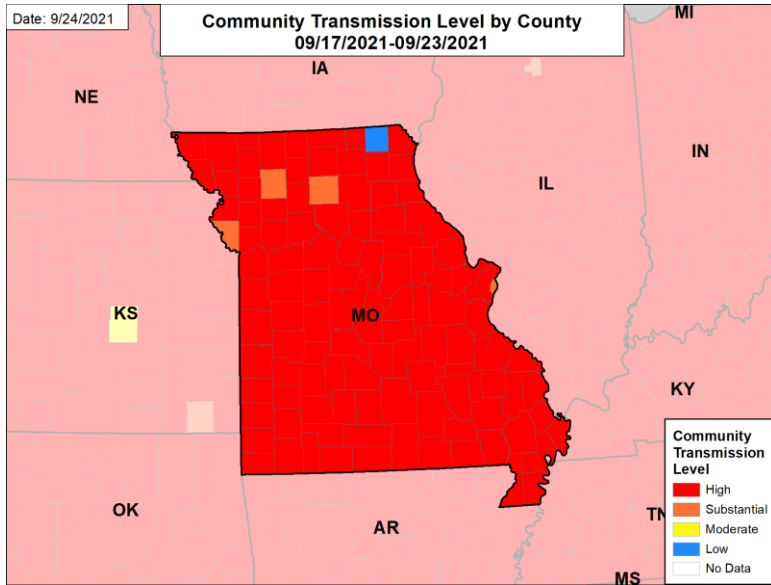 Date: 9/24/2021
Community Transmission Level by County
09/17/2021-09/23/2021
MI
IA
NE
IN
IL
KS
MO
KY
OK
AR
TN
MS
Community
Transmission
Level
High
Substantial
Moderate
Low
No Data